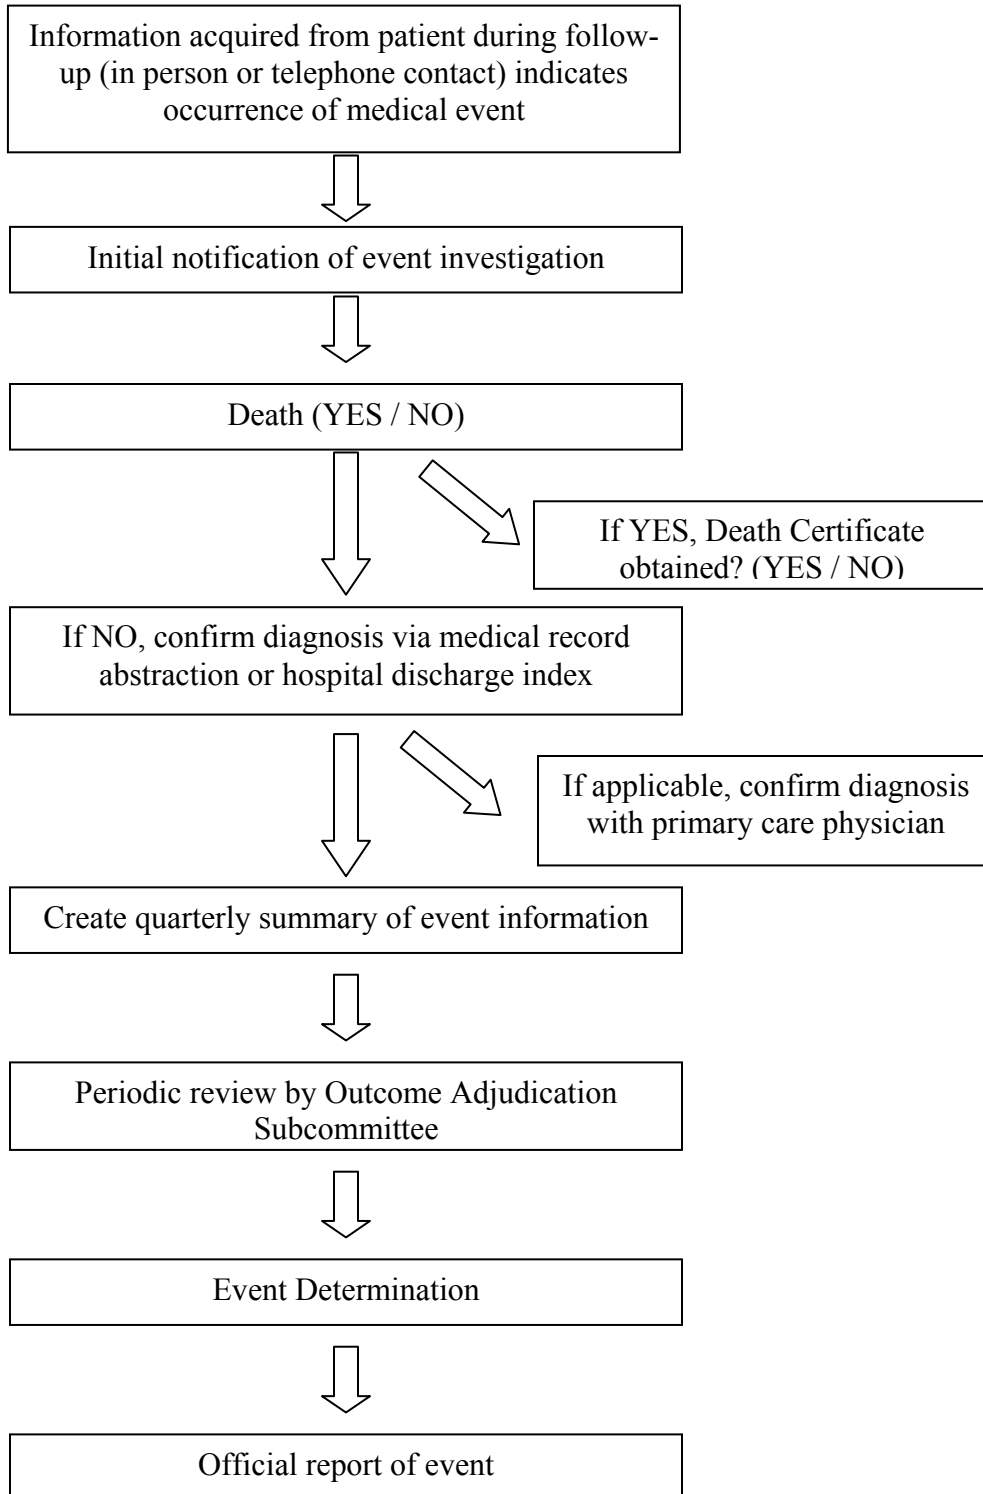 Information acquired from patient during follow-
up (in person or telephone contact) indicates
occurrence of medical event
Initial notification of event investigation
Death (YES / NO)
If YES, Death Certificate
obtained? (YES / NO)
If NO, confirm diagnosis via medical record
abstraction or hospital discharge index
If applicable, confirm diagnosis
with primary care physician
Create quarterly summary of event information
Periodic review by Outcome Adjudication
Subcommittee
Event Determination
Official report of event